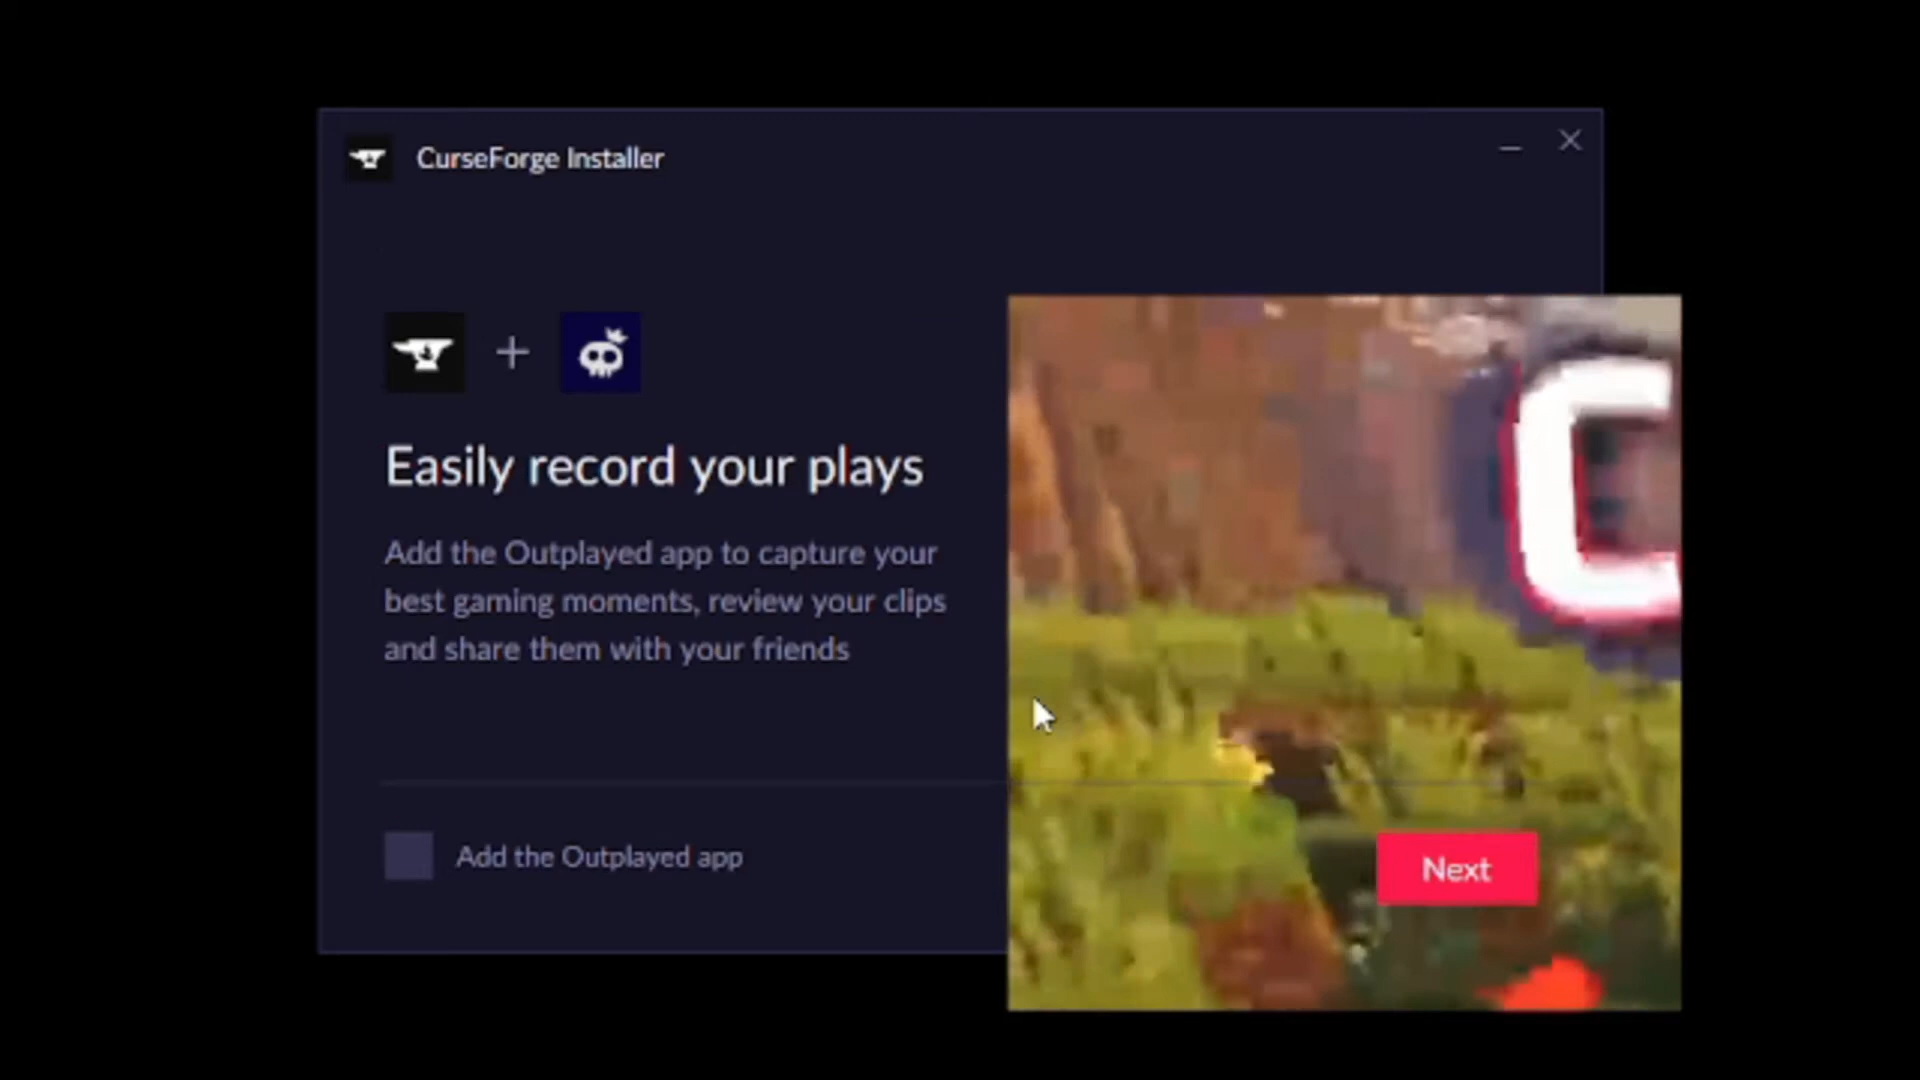 CurseForge Installer
Easily record your plays
Add the Outplayed app to capture your
best gaming moments, review your clips
and share them with your friends
Add the Outplayed app
Next